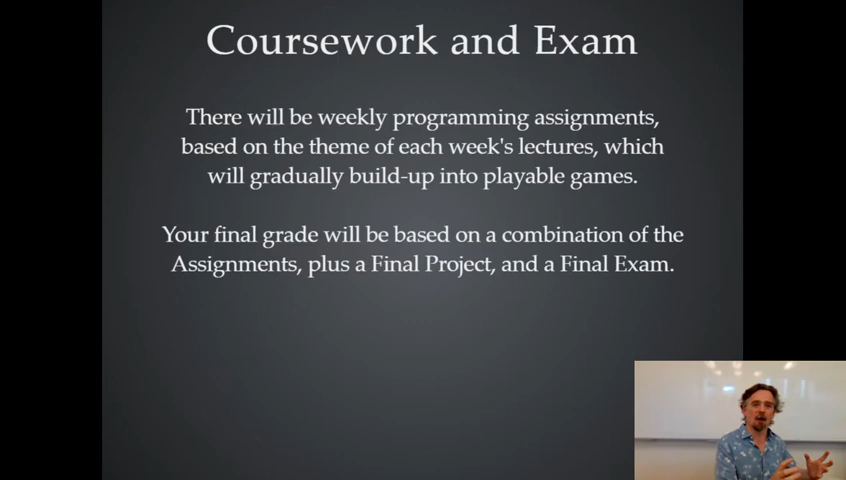 Coursework and Exam
There will be weekly programming assignments,
based on the theme of each week's lectures, which
will gradually build-up into playable games.
Your final grade will be based on a combination of the
Assignments, plus a Final Project, and a Final Exam.